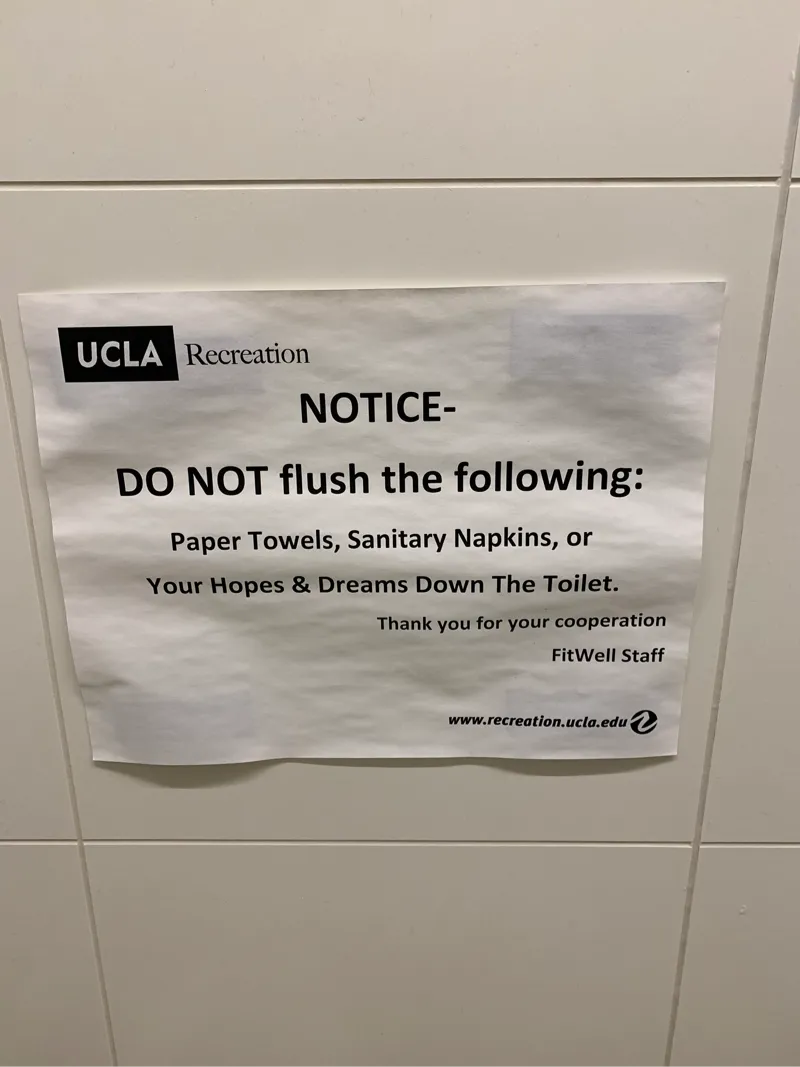 UCLA Recreation
NOTICE-
DO NOT flush the following:
Paper Towels, Sanitary Napkins, or
Your Hopes & Dreams Down The Toilet.
Thank you for your cooperation
FitWell Staff
www.recreation.ucla.edu